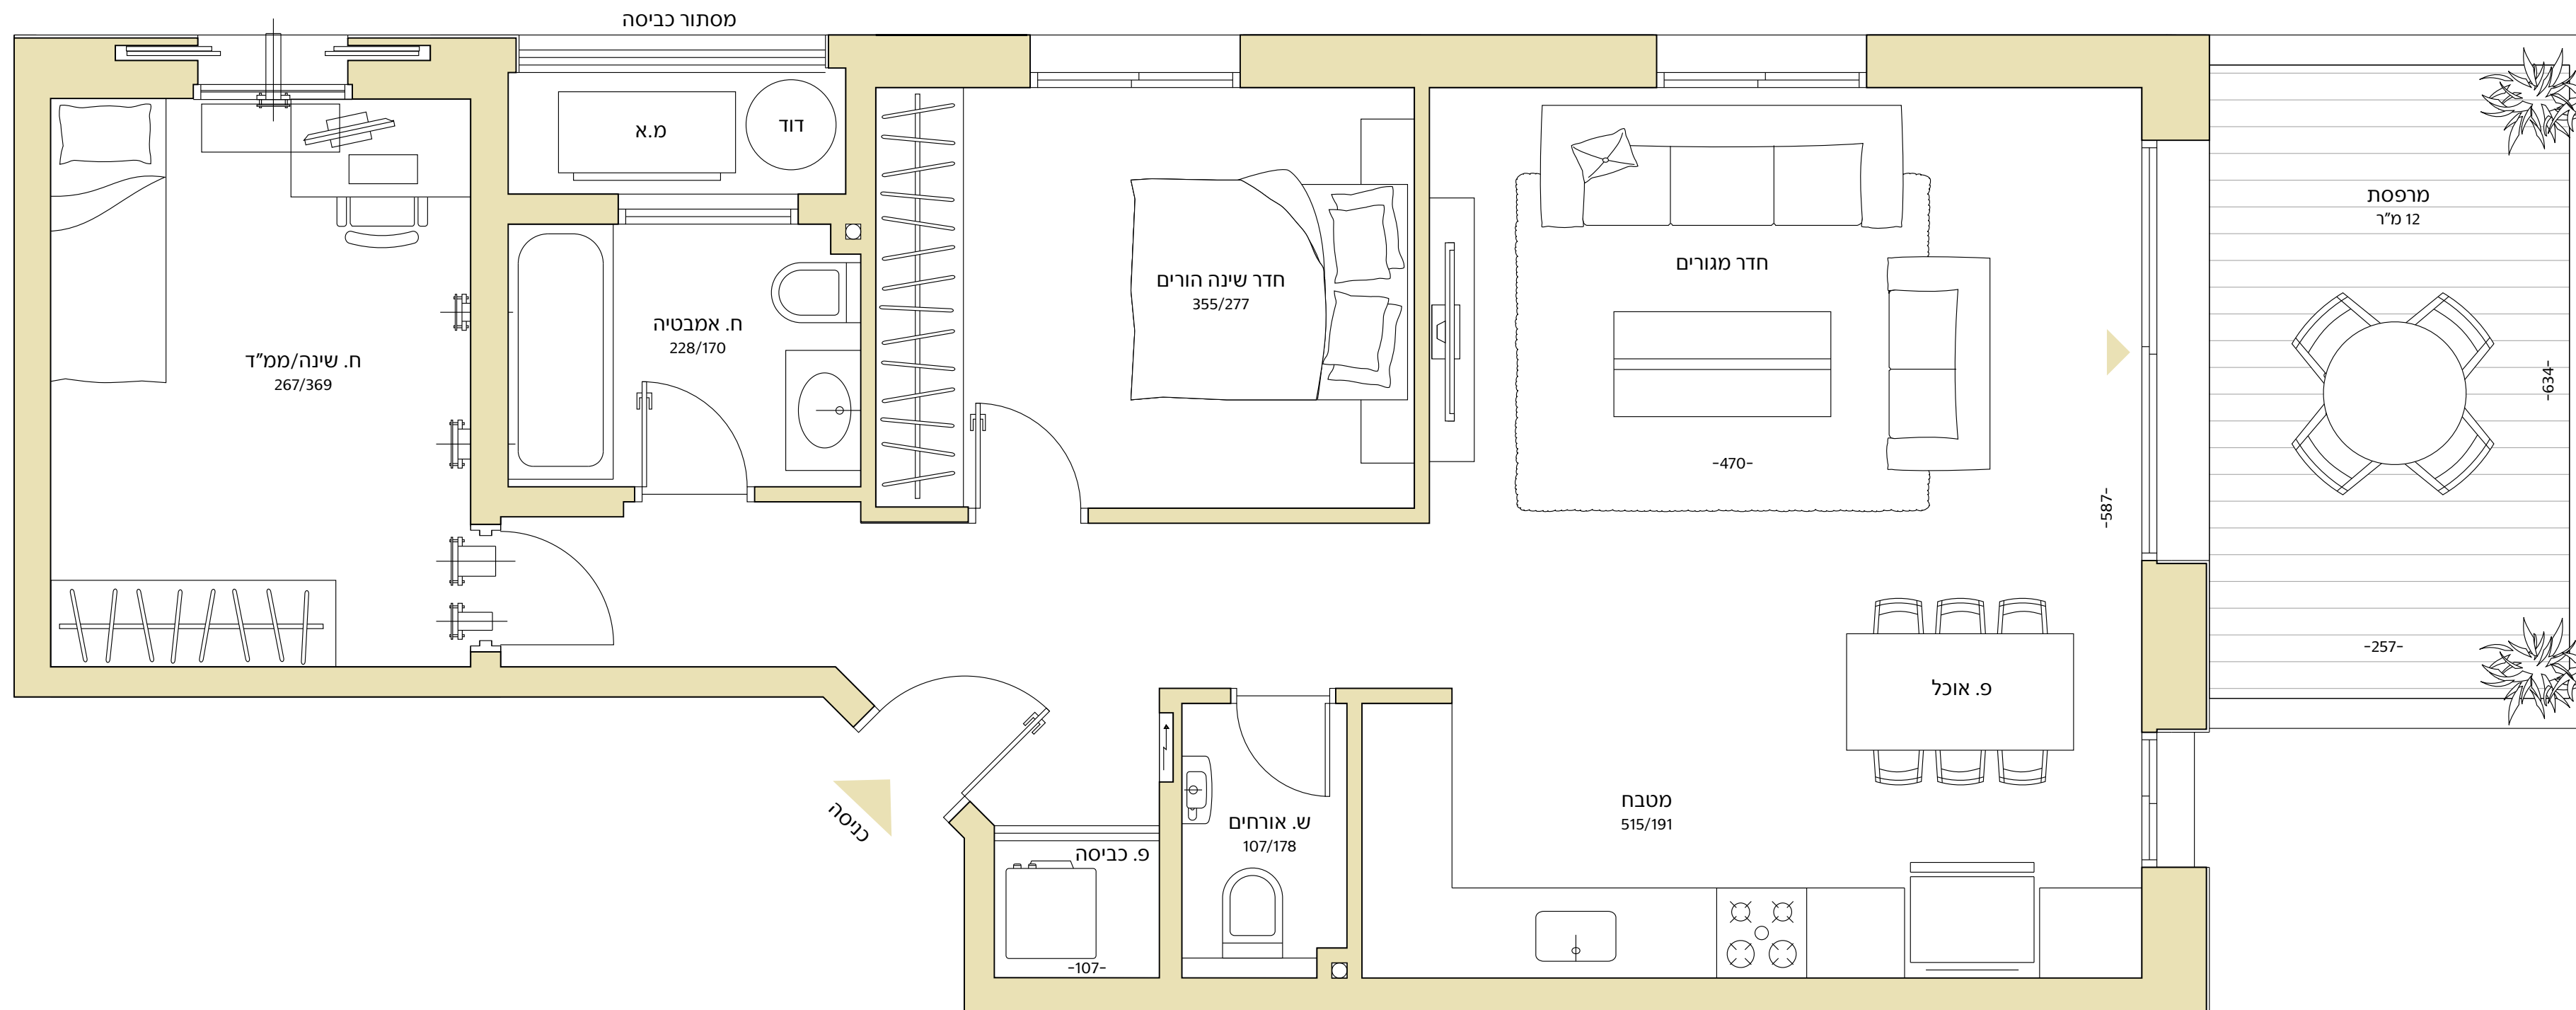 מסתור כביסה
מ.א
דוד
מרפסת
12 מ"ר
חדר מגורים
חדר שינה הורים
355/277
ח. אמבטיה
228/170
ח. שינה/ממ"ד
267/369
-634-
-470-
-587-
-257-
פ. אוכל
מטבח
515/191
כניסה
ש. אורחים
107/178
פ. כביסה
-107-